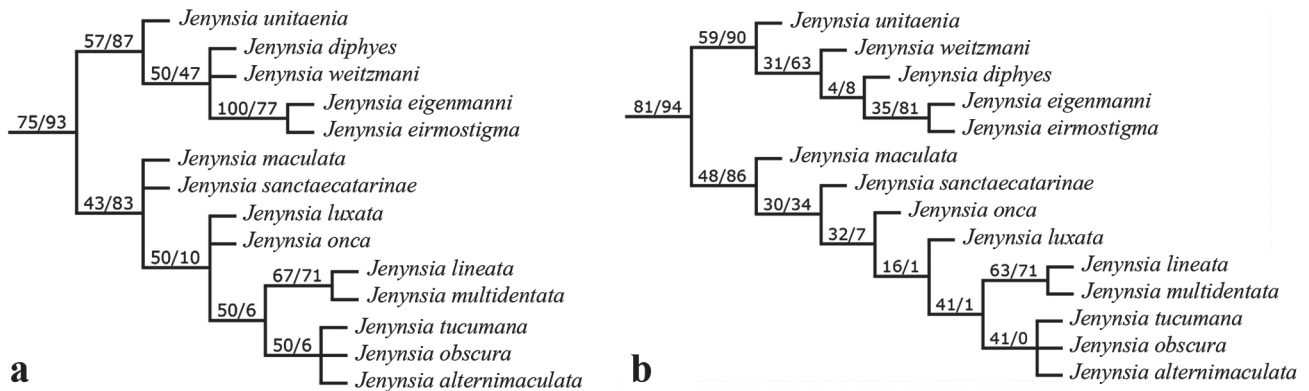 57/87
Jenynsia unitaenia
Jenynsia diphyes
50/47
Jenynsia weitzmani
100/77
Jenynsia eigenmanni
Jenynsia eirmostigma
75/93
Jenynsia maculata
Jenynsia sanctaecatarinae
43/83
Jenynsia luxata
Jenynsia onca
50/10
67/71
Jenynsia lineata
Jenynsia multidentata
50/6
Jenynsia tucumana
50/6
Jenynsia obscura
Jenynsia alternimaculata
a
59/90
Jenynsia unitaenia
Jenynsia weitzmani
31/63
Jenynsia diphyes
4/8
Jenynsia eigenmanni
35/81
Jenynsia eirmostigma
81/94
Jenynsia maculata
48/86
Jenynsia sanctaecatarinae
30/34
Jenynsia onca
32/7
Jenynsia luxata
16/1
63/71
Jenynsia lineata
Jenynsia multidentata
41/1
Jenynsia tucumana
41/0
Jenynsia obscura
Jenynsia alternimaculata
b